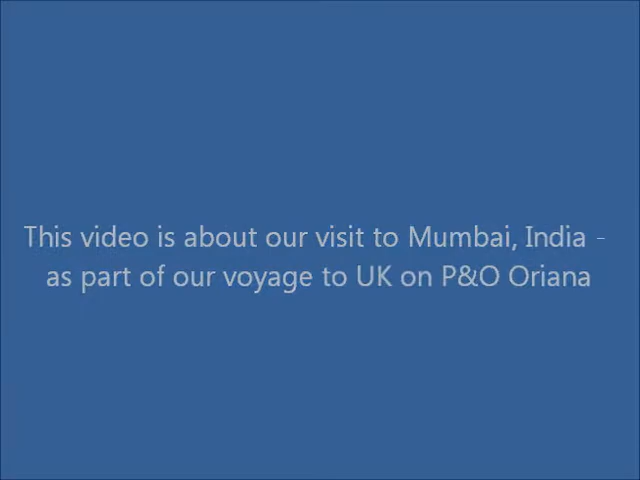 This video is about our visit to Mumbai, India -
as part of our voyage to UK on P&O Oriana